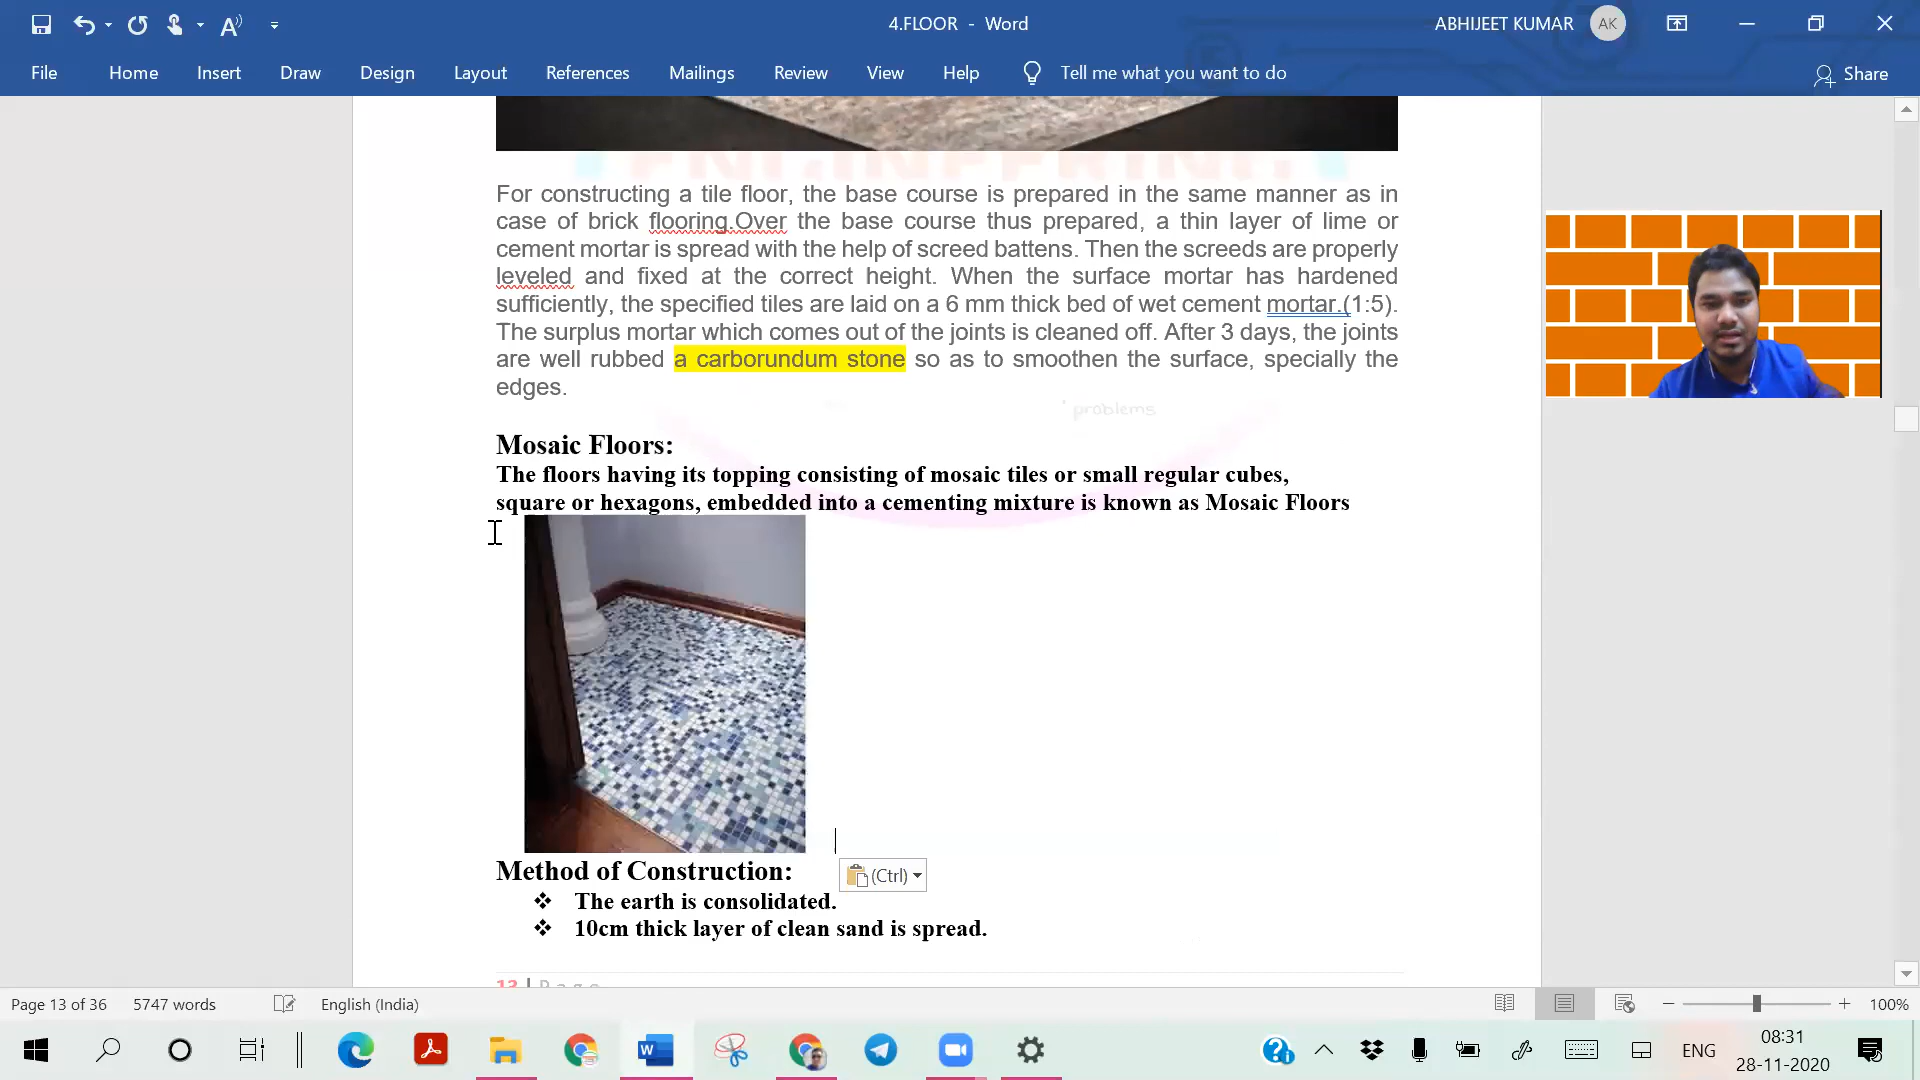 4.FLOOR - Word
ABHIJEET KUMAR
AK
File
Home
Insert
Draw
Design
Layout
References
Mailings
Review
View
Help
Tell me what you want to do
Share
For constructing a tile floor, the base course is prepared in the same manner as in
case of brick flooring.Over the base course thus prepared, a thin layer of lime or
cement mortar is spread with the help of screed battens. Then the screeds are properly
leveled and fixed at the correct height. When the surface mortar has hardened
sufficiently, the specified tiles are laid on a 6 mm thick bed of wet cement mortar.(1:5).
The surplus mortar which comes out of the joints is cleaned off. After 3 days, the joints
are well rubbed a carborundum stone so as to smoothen the surface, specially the
edges.
problems
Mosaic Floors:
The floors having its topping consisting of mosaic tiles or small regular cubes,
square or hexagons, embedded into a cementing mixture is known as Mosaic Floors
Method of Construction:
(Ctrl)
❖ The earth is consolidated.
❖ 10cm thick layer of clean sand is spread.
13 | Page
Page 13 of 36
5747 words
English (India)
100%
ENG
08:31
28-11-2020